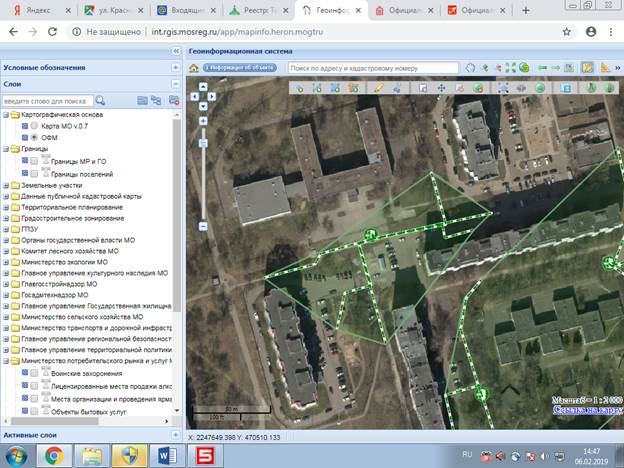 Яндекс
ул. Красн
Входящие
Реестр: Та
Геоинформ
Официал
Официал
Не защищено | int.rgis.mosreg.ru/app/mapinfo.heron.mogtru
Условные обозначения
Слои
введите слово для поиска
Картографическая основа
Карта МО v.0.7
ОФМ
Границы
Границы МР и ГО
Границы поселений
Земельные участки
Данные публичной кадастровой карты
Территориальное планирование
Градостроительное зонирование
ГПЗУ
Органы государственной власти МО
Комитет лесного хозяйства МО
Министерство экологии МО
Главное управление культурного наследия МО
Главгосстройнадзор МО
Госадмтехнадзор МО
Главное управление Государственная жилищная
Министерство сельского хозяйства МО
Министерство транспорта и дорожной инфрастр
Главное управление региональной безопасност
Главное управление территориальной политики
Министерство потребительского рынка и услуг М
Воинские захоронения
Лицензированные места продажи алко
Места организации и проведения ярма
Объекты бытовых услуг
Активные слои
Геоинформационная система
Информация об объекте
Поиск по адресу и кадастровому номеру
50 m
100 m
Масштаб = 1 : 2 000
Ссылка на карту
X: 2247649.398 Y: 470510.133
RU
14:47
06.02.2019